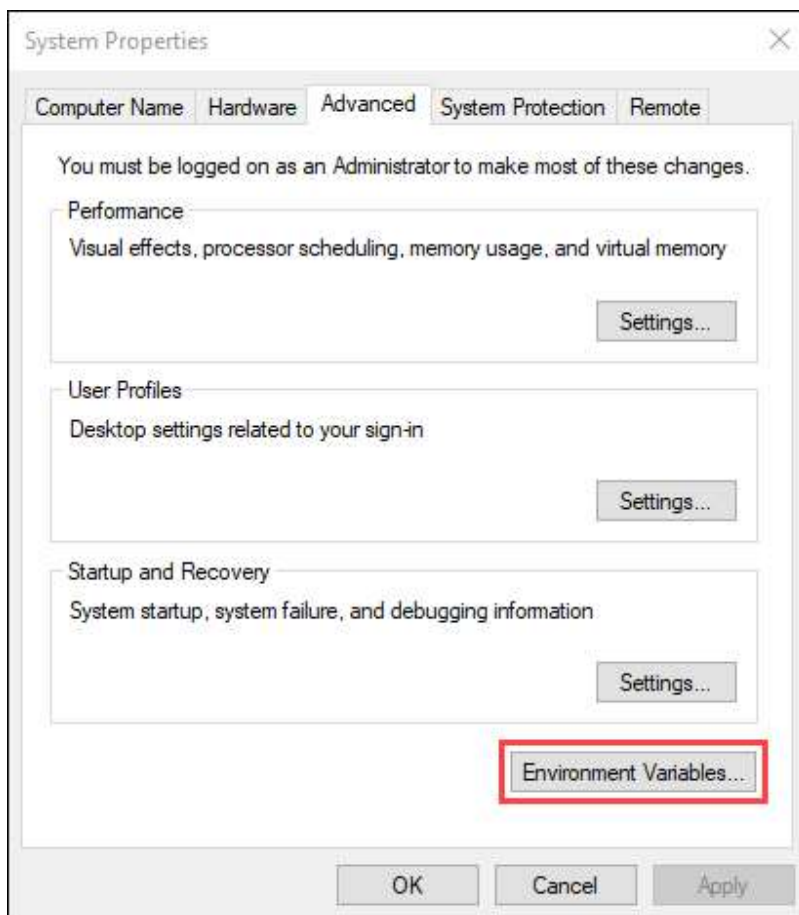 System Properties
Computer Name Hardware Advanced System Protection Remote
You must be logged on as an Administrator to make most of these changes.
Performance
Visual effects, processor scheduling, memory usage, and virtual memory
Settings...
User Profiles
Desktop settings related to your sign-in
Settings...
Startup and Recovery
System startup, system failure, and debugging information
Settings...
Environment Variables...
OK Cancel Apply